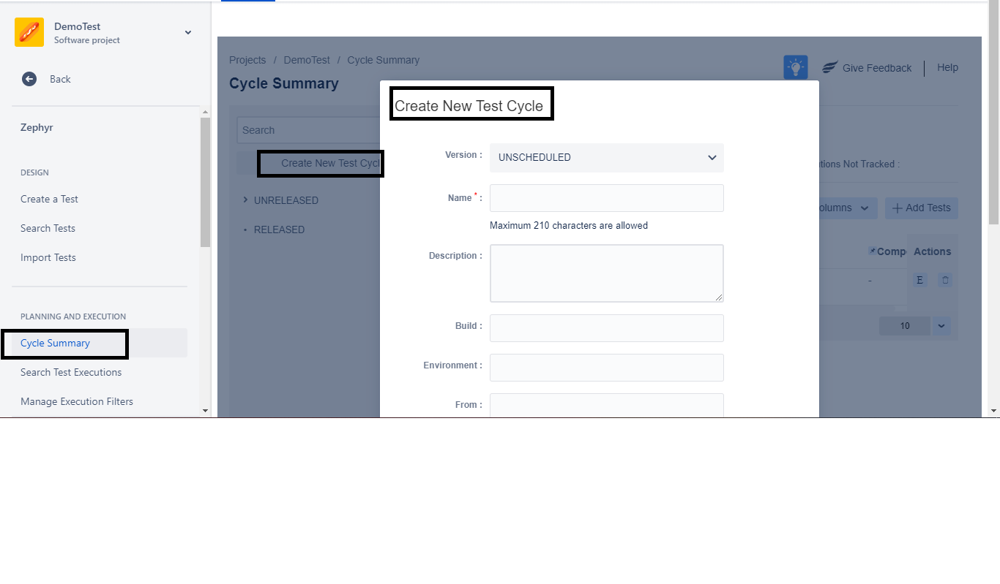 DemoTest
Software project
Back
Zephyr
DESIGN
Create a Test
Search Tests
Import Tests
PLANNING AND EXECUTION
Cycle Summary
Search Test Executions
Manage Execution Filters
Projects / DemoTest / Cycle Summary
Cycle Summary
Give Feedback
Help
Search
Create New Test Cycl
UNRELEASED
RELEASED
Create New Test Cycle
Version :
UNSCHEDULED
Name * :
Maximum 210 characters are allowed
Description :
Build :
Environment :
From :
tions Not Tracked :
olumns
Add Tests
Compo
Actions
-
E
10